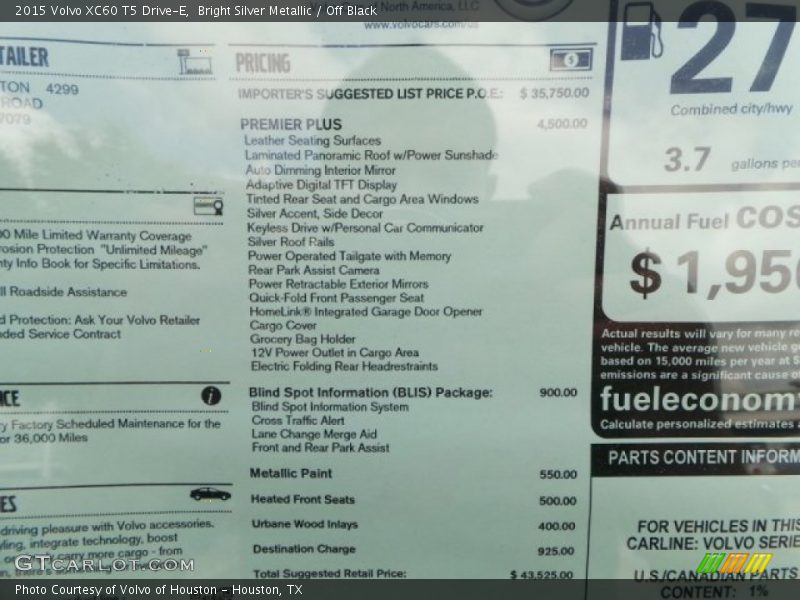 2015 Volvo XC60 T5 Drive-E, Bright Silver Metallic / Off Black
North America, LLC
www.volvocars.com/us
TAILER
TON 4299
ROAD
7079
00 Mile Limited Warranty Coverage
rosion Protection "Unlimited Mileage"
nty Info Book for Specific Limitations.
ll Roadside Assistance
d Protection: Ask Your Volvo Retailer
nded Service Contract
CE
ry Factory Scheduled Maintenance for the
or 36,000 Miles
ES
driving pleasure with Volvo accessories.
yling, integrate technology, boost
carry more cargo - from
PRICING
IMPORTER'S SUGGESTED LIST PRICE P.O.E: $ 35,750.00
PREMIER PLUS 4,500.00
Leather Seating Surfaces
Laminated Panoramic Roof w/Power Sunshade
Auto Dimming Interior Mirror
Adaptive Digital TFT Display
Tinted Rear Seat and Cargo Area Windows
Silver Accent, Side Decor
Keyless Drive w/Personal Car Communicator
Silver Roof Rails
Power Operated Tailgate with Memory
Rear Park Assist Camera
Power Retractable Exterior Mirrors
Quick-Fold Front Passenger Seat
HomeLink® Integrated Garage Door Opener
Cargo Cover
Grocery Bag Holder
12V Power Outlet in Cargo Area
Electric Folding Rear Headrestraints
Blind Spot Information (BLIS) Package: 900.00
Blind Spot Information System
Cross Traffic Alert
Lane Change Merge Aid
Front and Rear Park Assist
Metallic Paint 550.00
Heated Front Seats 500.00
Urbane Wood Inlays 400.00
Destination Charge 925.00
Total Suggested Retail Price: $ 43,525.00
27
Combined city/hwy
3.7 gallons per
Annual Fuel COS
$ 1,950
Actual results will vary for many re
vehicle. The average new vehicle g
based on 15,000 miles per year at $
emissions are a significant cause o
fueleconomy
Calculate personalized estimates a
PARTS CONTENT INFORM
FOR VEHICLES IN THIS
CARLINE: VOLVO SERIE
U.S./CANADIAN PARTS
CONTENT: 1%
GTCARLOT.COM
Photo Courtesy of Volvo of Houston - Houston, TX